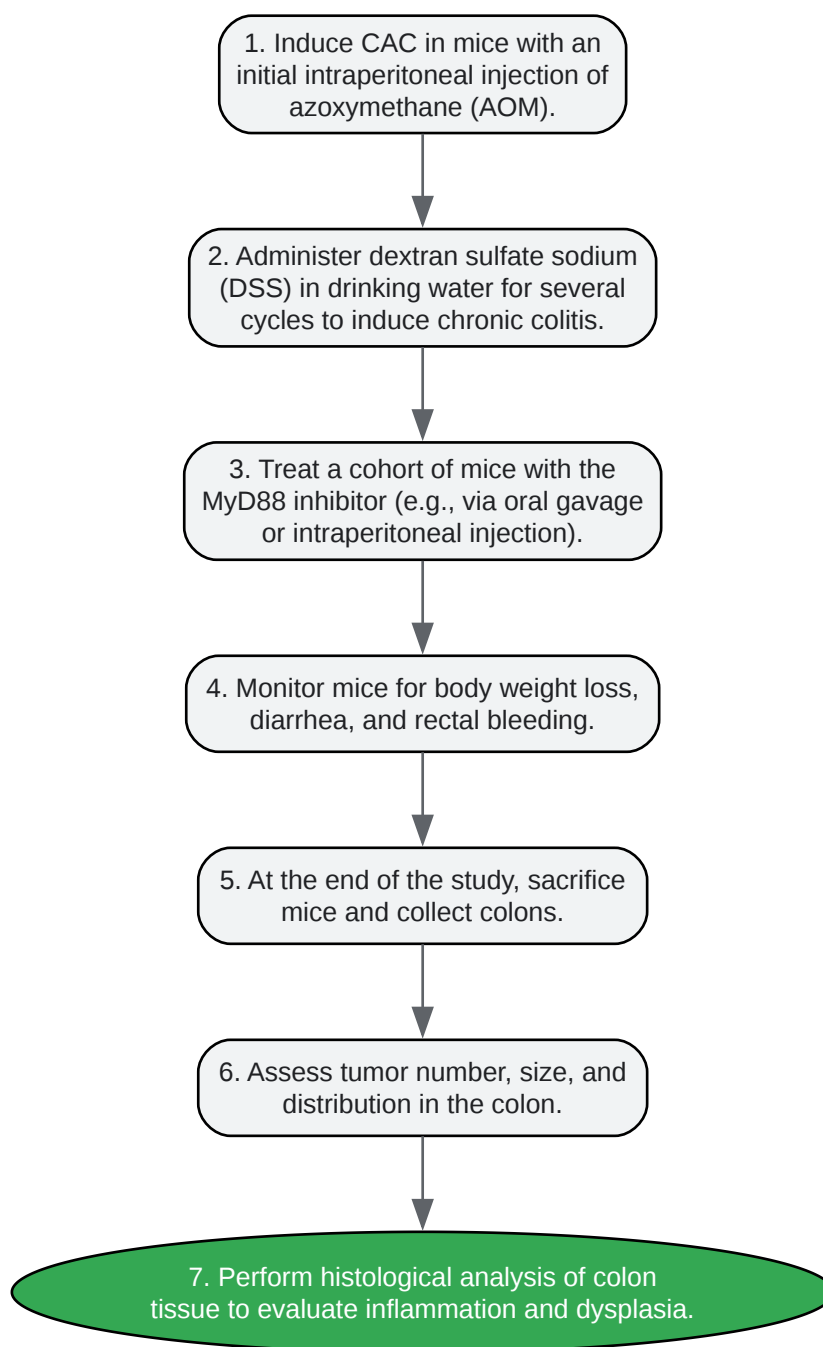 1. Induce CAC in mice with an
initial intraperitoneal injection of
azoxymethane (AOM).
2. Administer dextran sulfate sodium
(DSS) in drinking water for several
cycles to induce chronic colitis.
3. Treat a cohort of mice with the
MyD88 inhibitor (e.g., via oral gavage
or intraperitoneal injection).
4. Monitor mice for body weight loss,
diarrhea, and rectal bleeding.
5. At the end of the study, sacrifice
mice and collect colons.
6. Assess tumor number, size, and
distribution in the colon.
7. Perform histological analysis of colon
tissue to evaluate inflammation and dysplasia.